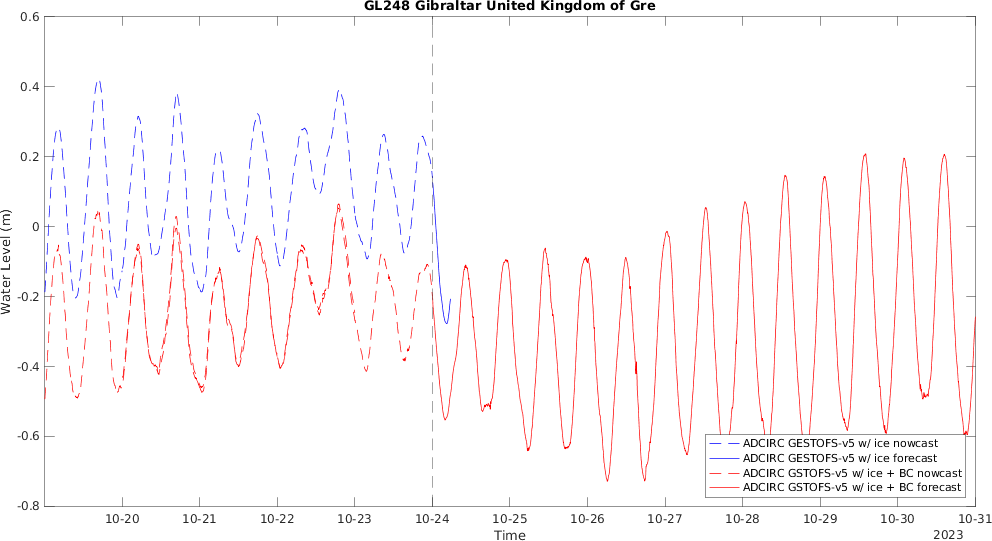 GL248 Gibraltar United Kingdom of Gre
0.6
0.4
0.2
0
-0.2
-0.4
-0.6
-0.8
Water Level (m)
10-20 10-21 10-22 10-23 10-24 10-25 10-26 10-27 10-28 10-29 10-30 10-31
Time
2023
ADCIRC GESTOFS-v5 w/ ice nowcast
ADCIRC GESTOFS-v5 w/ ice forecast
ADCIRC GSTOFS-v5 w/ ice + BC nowcast
ADCIRC GSTOFS-v5 w/ ice + BC forecast